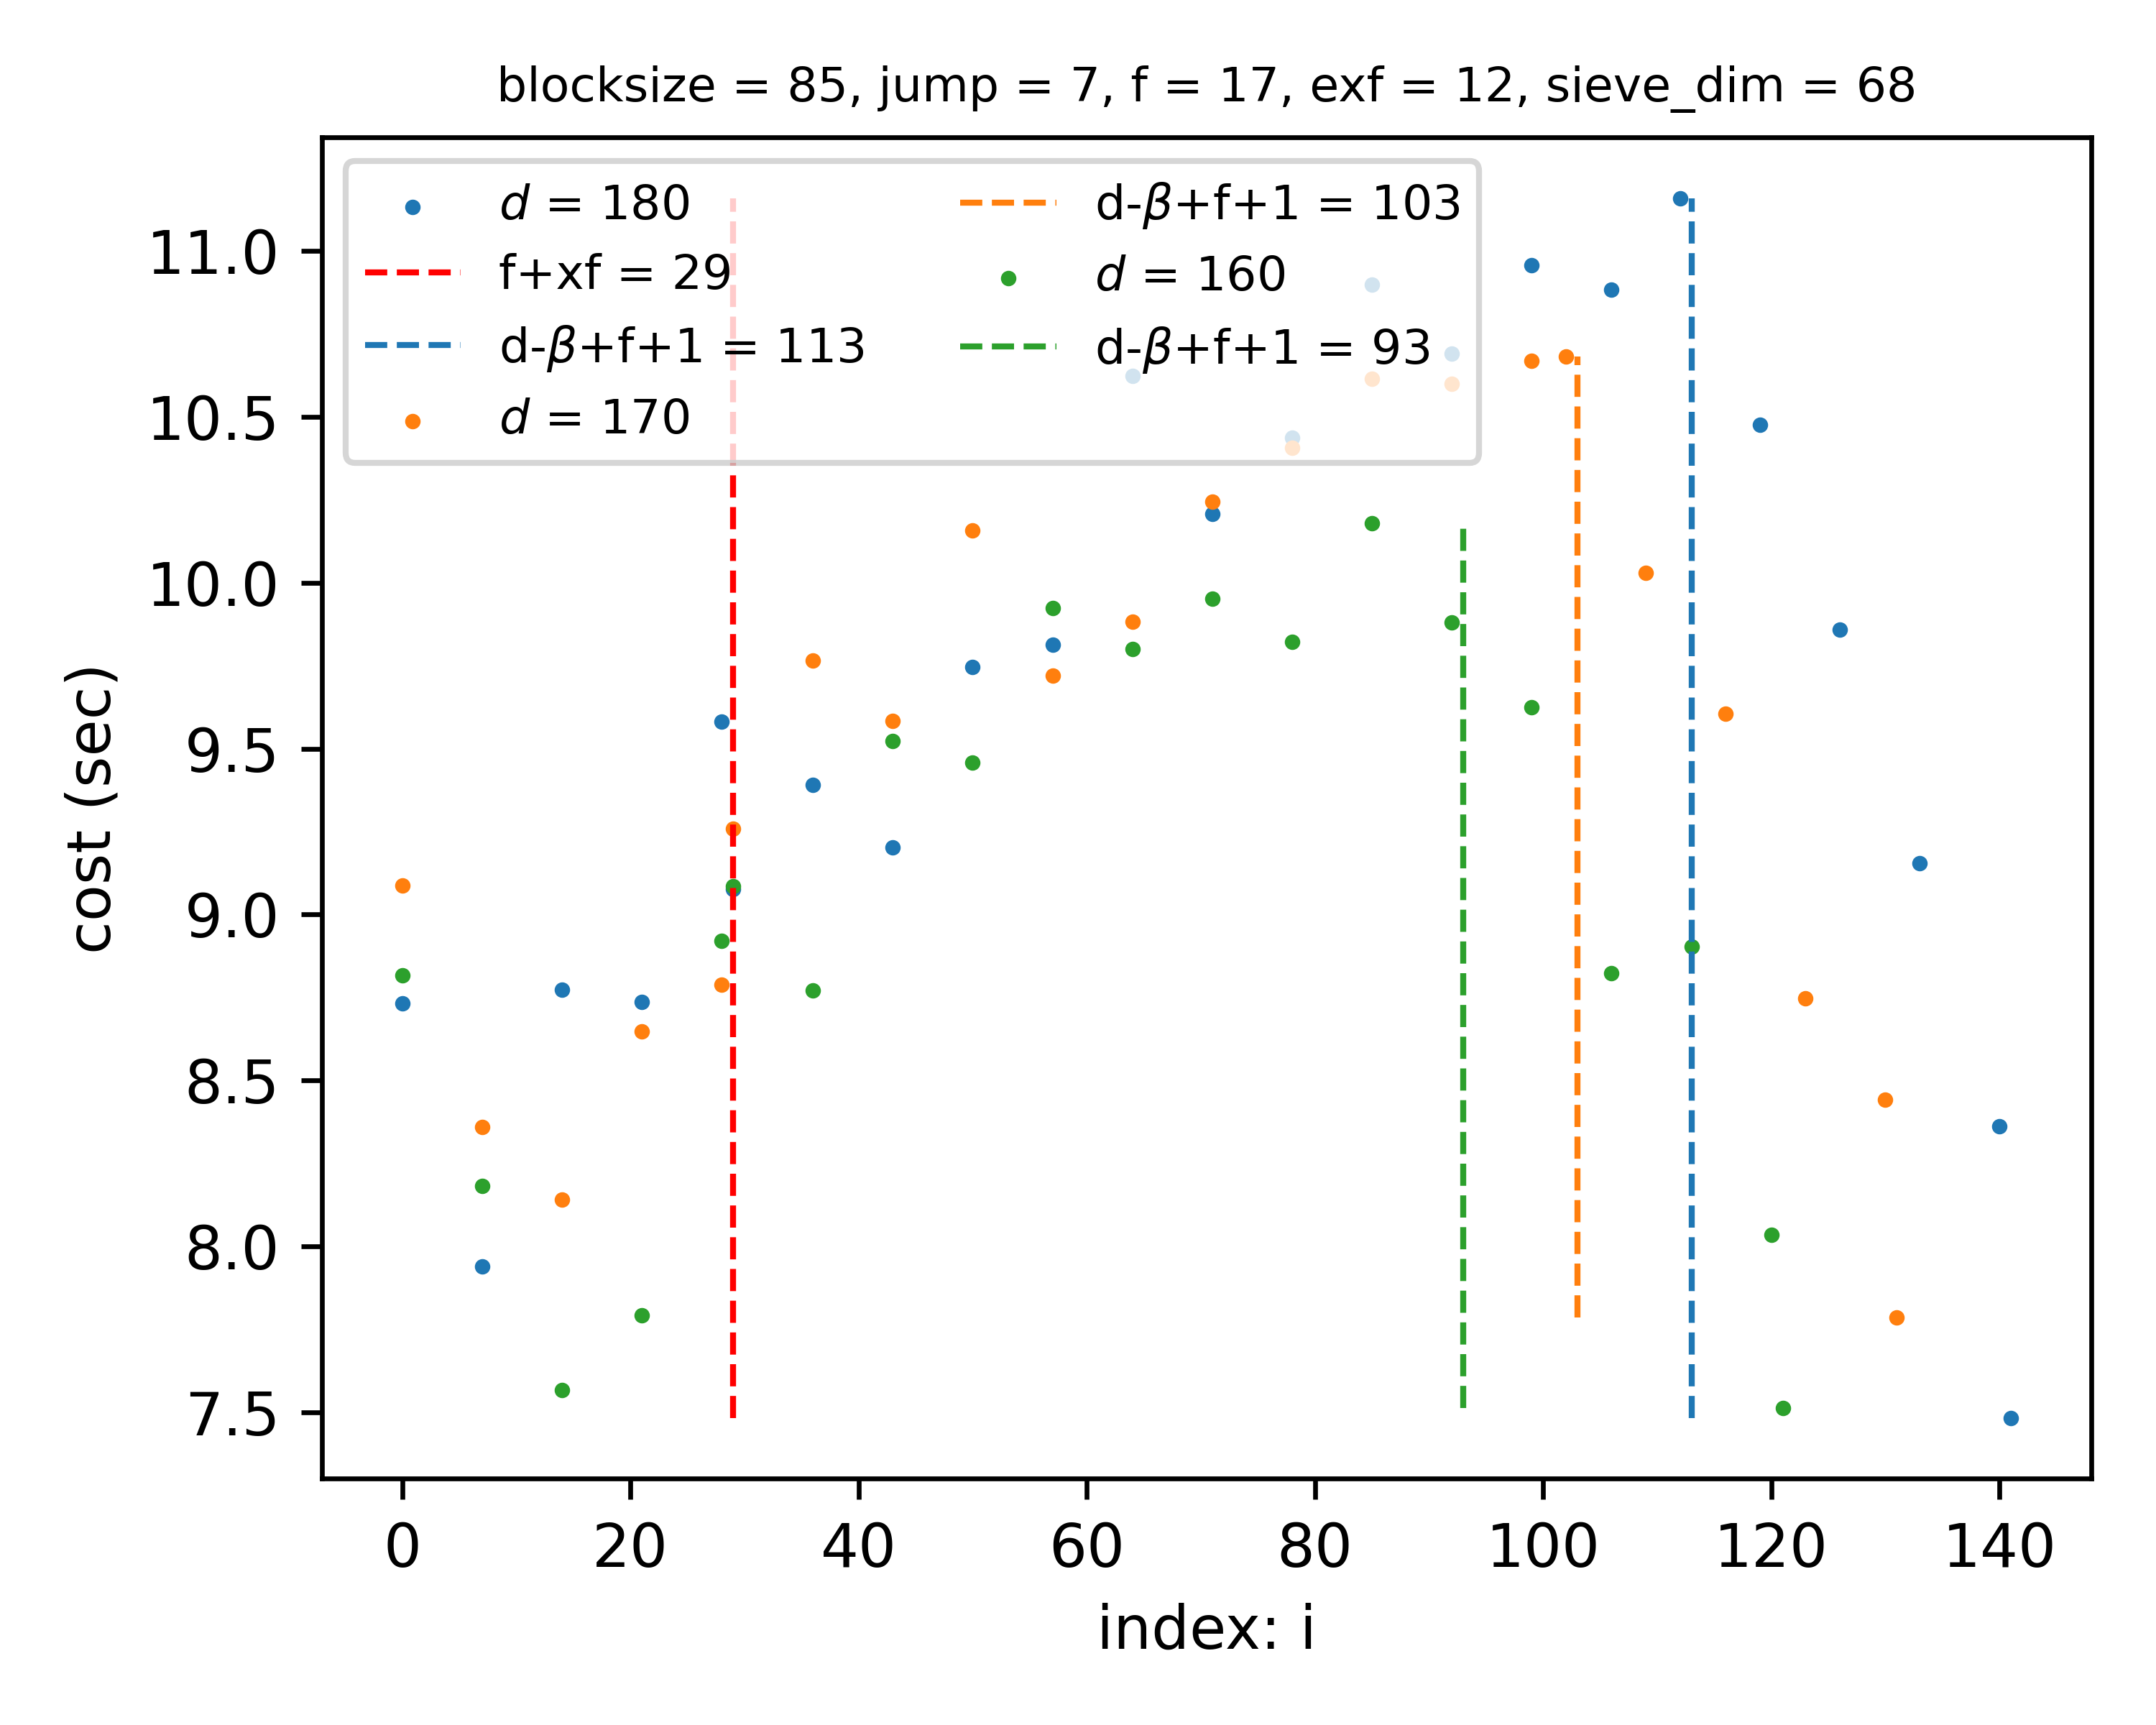 blocksize = 85, jump = 7, f = 17, exf = 12, sieve_dim = 68
d = 180
f+xf = 29
d-β+f+1 = 113
d = 170
d-β+f+1 = 103
d = 160
d-β+f+1 = 93
cost (sec)
11.0
10.5
10.0
9.5
9.0
8.5
8.0
7.5
0 20 40 60 80 100 120 140
index: i